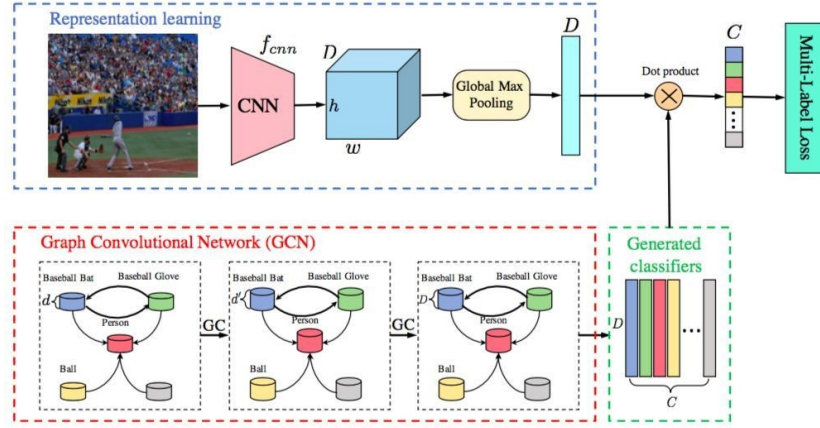 Representation learning
f_cnn
CNN
D
h
w
Global Max
Pooling
D
Dot product
C
Multi-Label Loss
Graph Convolutional Network (GCN)
Baseball Bat
Baseball Glove
d
Person
Ball
GC
Baseball Bat
Baseball Glove
d'
Person
Ball
GC
Baseball Bat
Baseball Glove
D
Person
Ball
Generated
classifiers
D
...
C